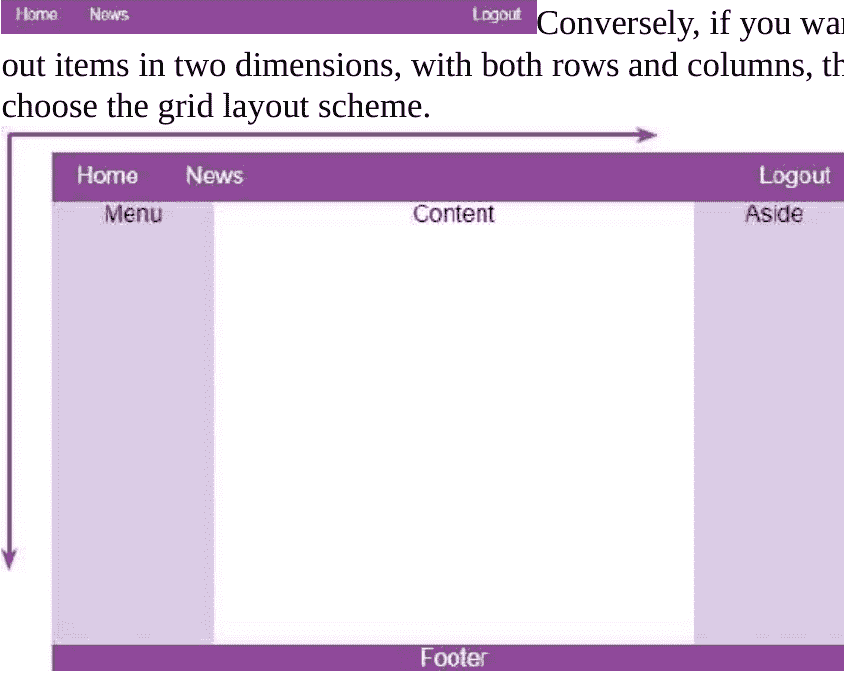 Home News Logout Conversely, if you wa
out items in two dimensions, with both rows and columns, th
choose the grid layout scheme.
Home News Logout
Menu Content Aside
Footer